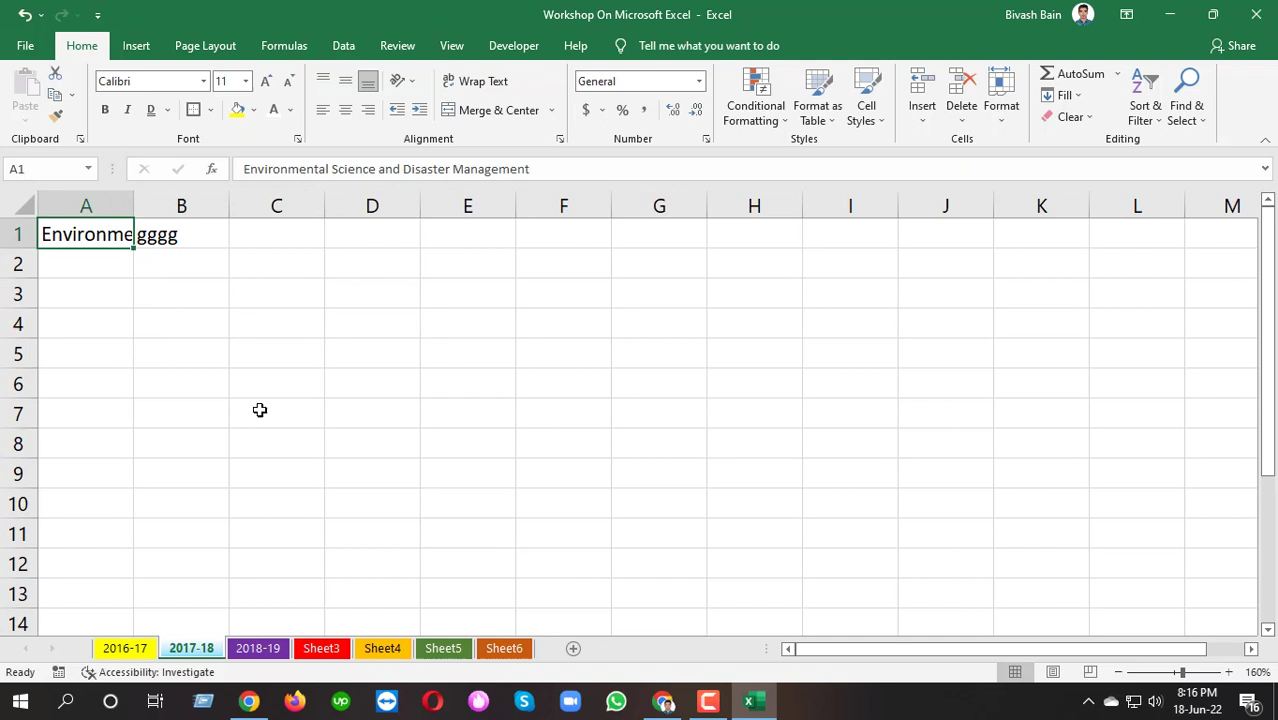 Workshop On Microsoft Excel - Excel
Bivash Bain
File Home Insert Page Layout Formulas Data Review View Developer Help Tell me what you want to do Share
Paste
Clipboard
Calibri 11
B I D A
Font
Wrap Text
Merge & Center
Alignment
General
$ % ,
Number
Conditional Formatting
Format as Table
Cell Styles
Styles
Insert
Delete
Format
Cells
AutoSum
Fill
Clear
Sort & Filter
Find & Select
Editing
A1 fx Environmental Science and Disaster Management
A B C D E F G H I J K L M
1 Environme gggg
2
3
4
5
6
7
8
9
10
11
12
13
14
2016-17 2017-18 2018-19 Sheet3 Sheet4 Sheet5 Sheet6
Ready Accessibility: Investigate 160%
8:16 PM
18-Jun-22
16